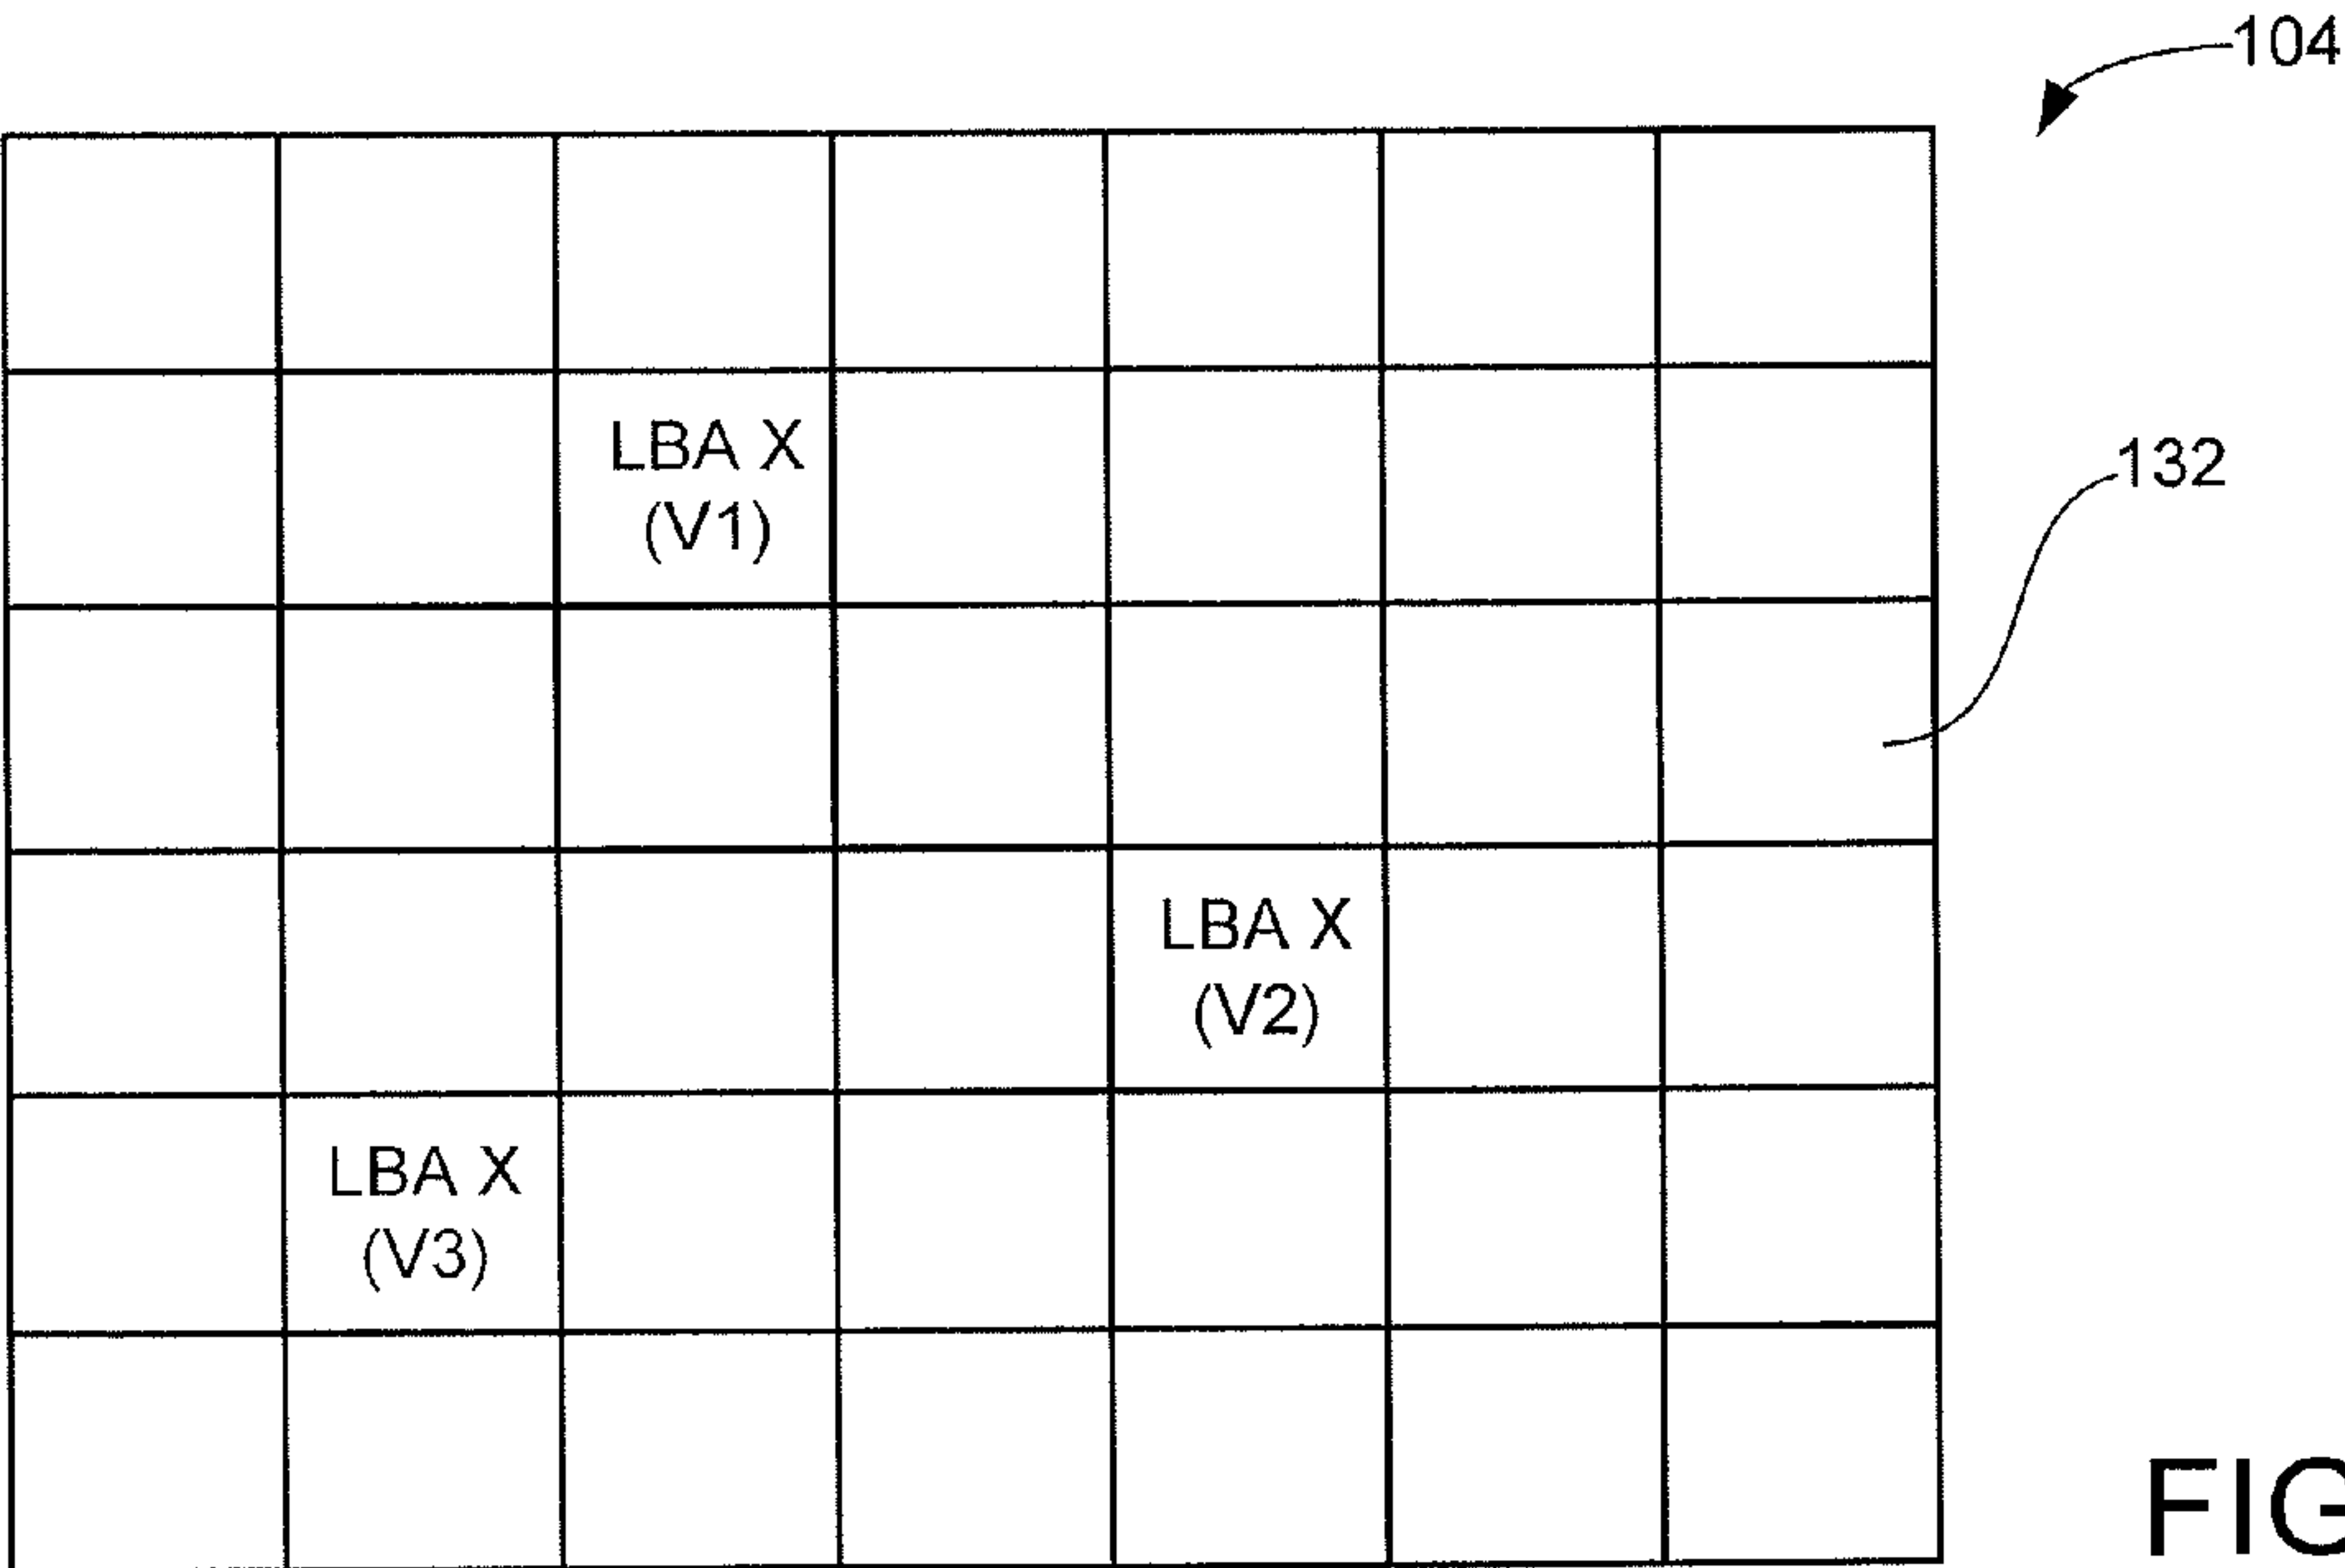 104
LBA X
(V1)
132
LBA X
(V2)
LBA X
(V3)
FIG